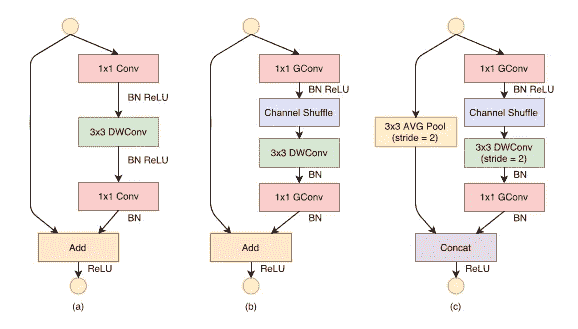 1x1 Conv
BN ReLU
3x3 DWConv
BN ReLU
1x1 Conv
BN
Add
ReLU
(a)
1x1 GConv
BN ReLU
Channel Shuffle
3x3 DWConv
BN
1x1 GConv
BN
Add
ReLU
(b)
3x3 AVG Pool
(stride = 2)
1x1 GConv
BN ReLU
Channel Shuffle
3x3 DWConv
(stride = 2)
BN
1x1 GConv
BN
Concat
ReLU
(c)